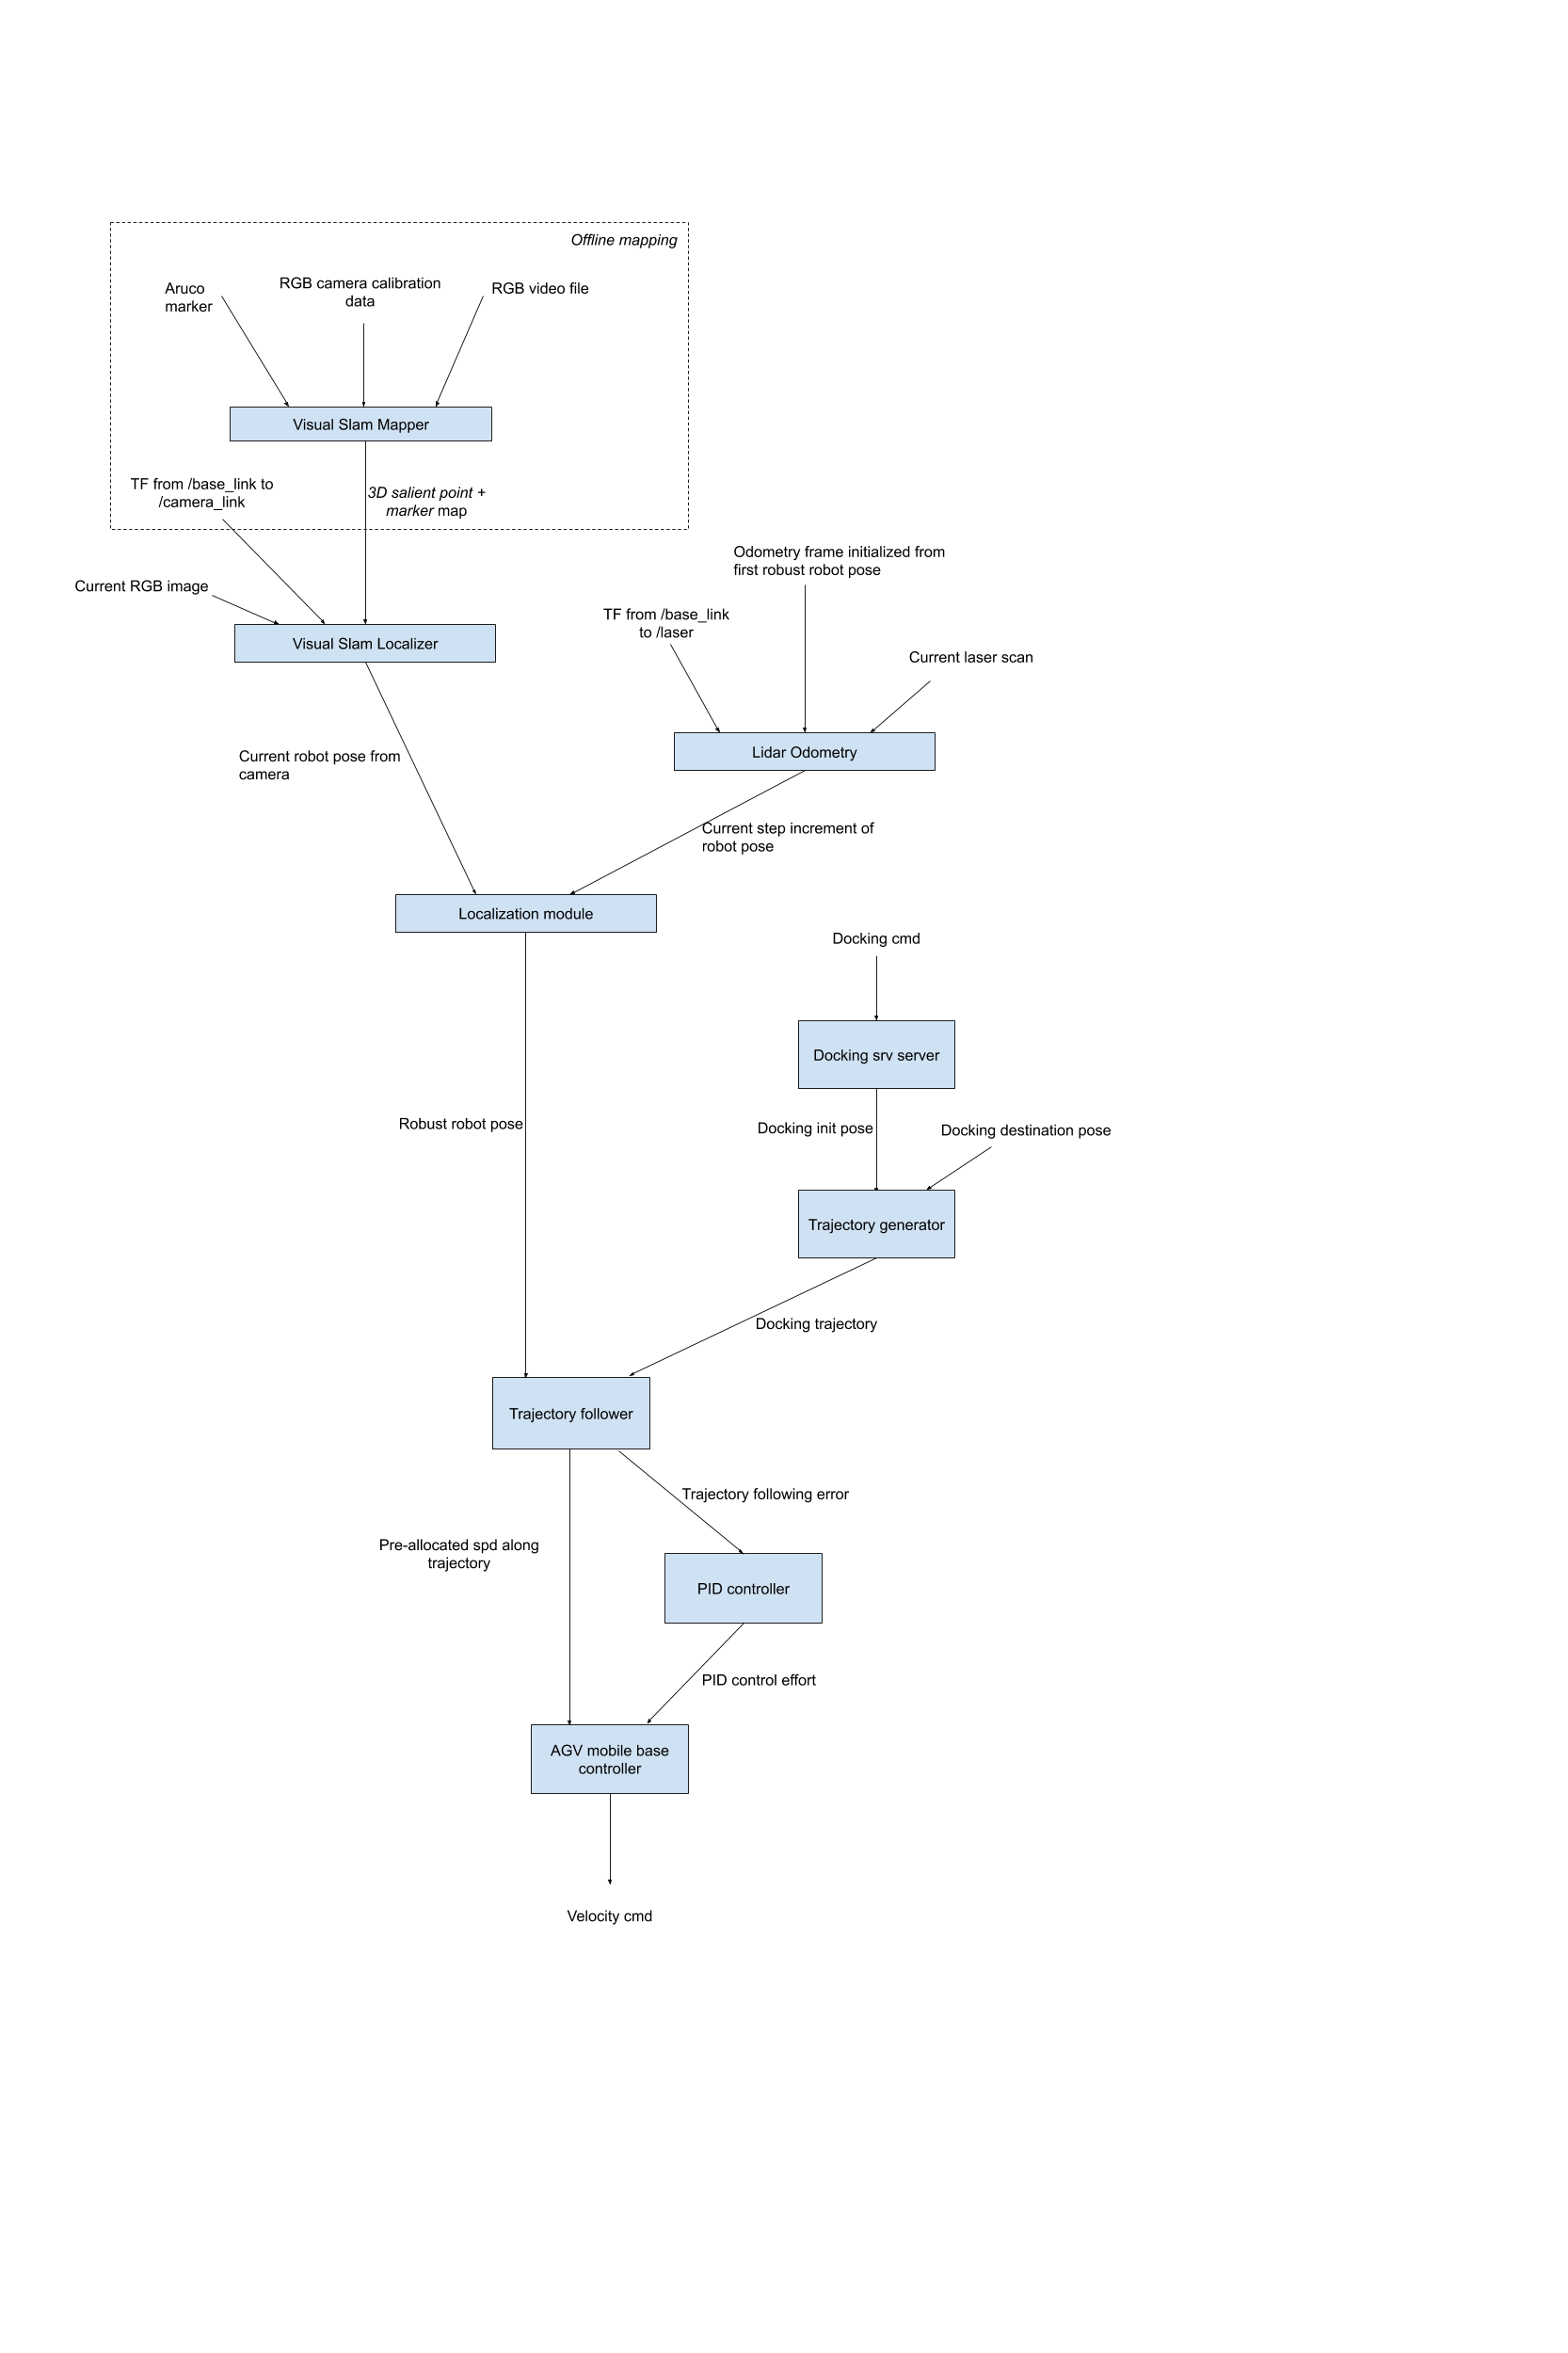 Offline mapping
Aruco
marker
RGB camera calibration
data
RGB video file
Visual Slam Mapper
TF from /base_link to
/camera_link
3D salient point +
marker map
Current RGB image
Visual Slam Localizer
Odometry frame initialized from
first robust robot pose
TF from /base_link
to /laser
Current laser scan
Lidar Odometry
Current robot pose from
camera
Current step increment of
robot pose
Localization module
Docking cmd
Docking srv server
Robust robot pose
Docking init pose
Docking destination pose
Trajectory generator
Docking trajectory
Trajectory follower
Trajectory following error
Pre-allocated spd along
trajectory
PID controller
PID control effort
AGV mobile base
controller
Velocity cmd